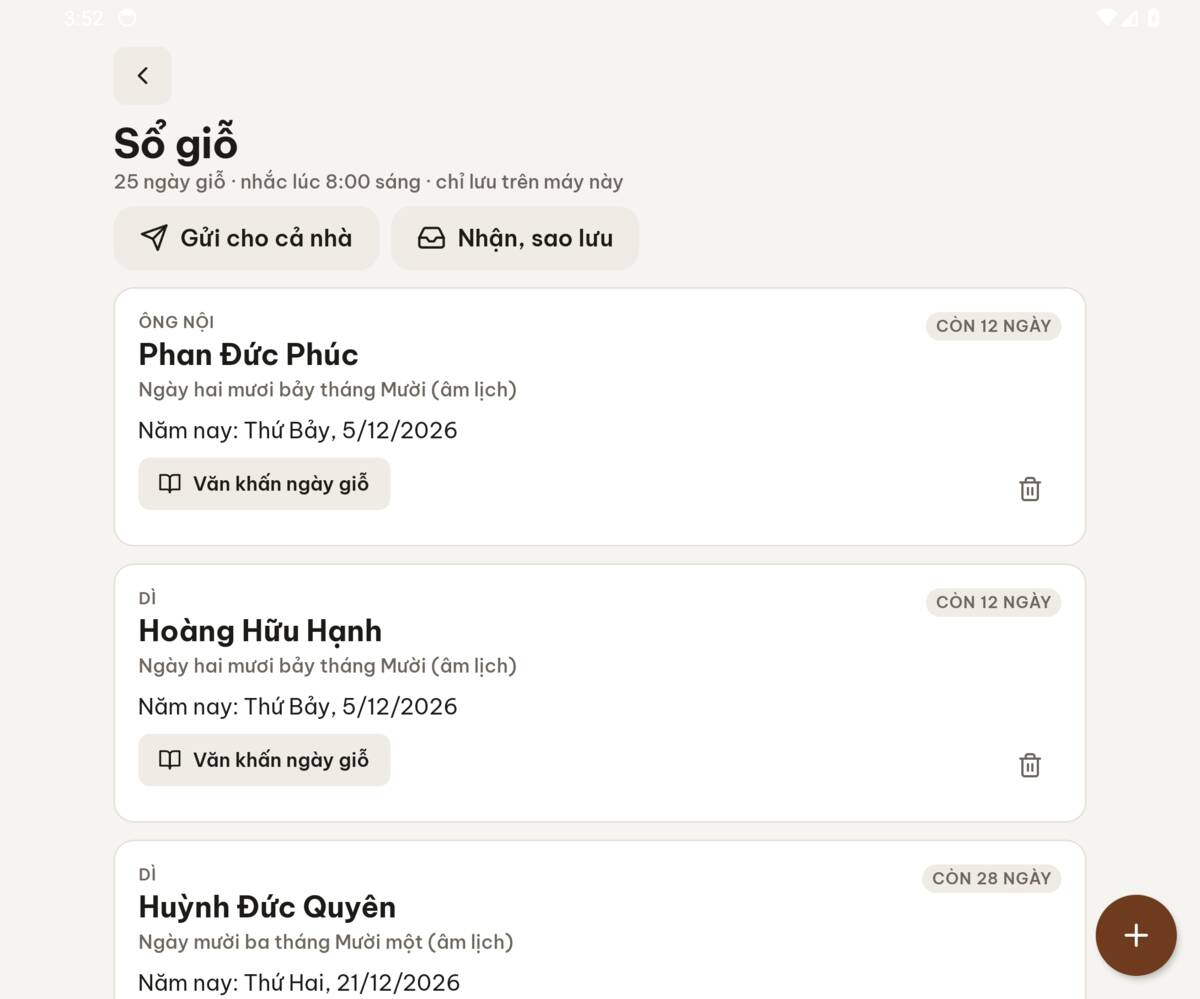 3:52
Sổ giỗ
25 ngày giỗ · nhắc lúc 8:00 sáng · chỉ lưu trên máy này
Gửi cho cả nhà
Nhận, sao lưu
ÔNG NỘI
CÒN 12 NGÀY
Phan Đức Phúc
Ngày hai mươi bảy tháng Mười (âm lịch)
Năm nay: Thứ Bảy, 5/12/2026
Văn khấn ngày giỗ
DÌ
CÒN 12 NGÀY
Hoàng Hữu Hạnh
Ngày hai mươi bảy tháng Mười (âm lịch)
Năm nay: Thứ Bảy, 5/12/2026
Văn khấn ngày giỗ
DÌ
CÒN 28 NGÀY
Huỳnh Đức Quyên
Ngày mười ba tháng Mười một (âm lịch)
Năm nay: Thứ Hai, 21/12/2026